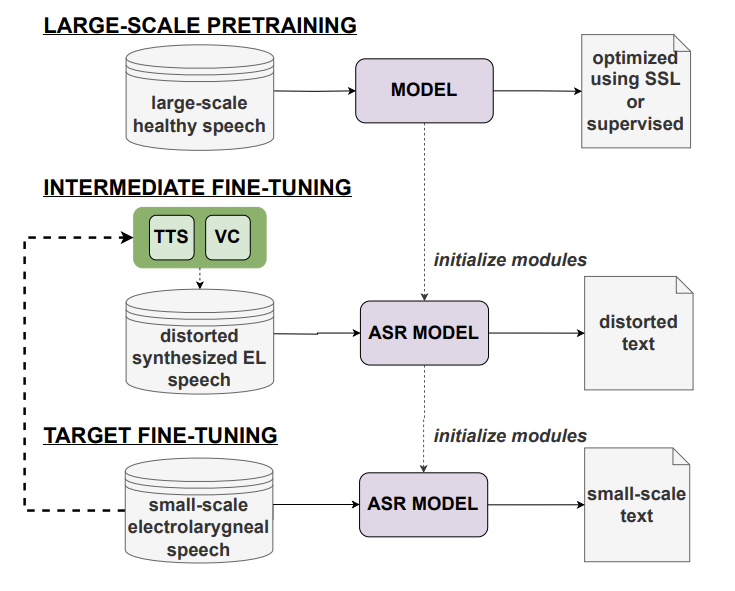 LARGE-SCALE PRETRAINING
large-scale
healthy speech
MODEL
optimized
using SSL
or
supervised
INTERMEDIATE FINE-TUNING
TTS
VC
initialize modules
distorted
synthesized EL
speech
ASR MODEL
distorted
text
TARGET FINE-TUNING
initialize modules
small-scale
electrolarygneal
speech
ASR MODEL
small-scale
text